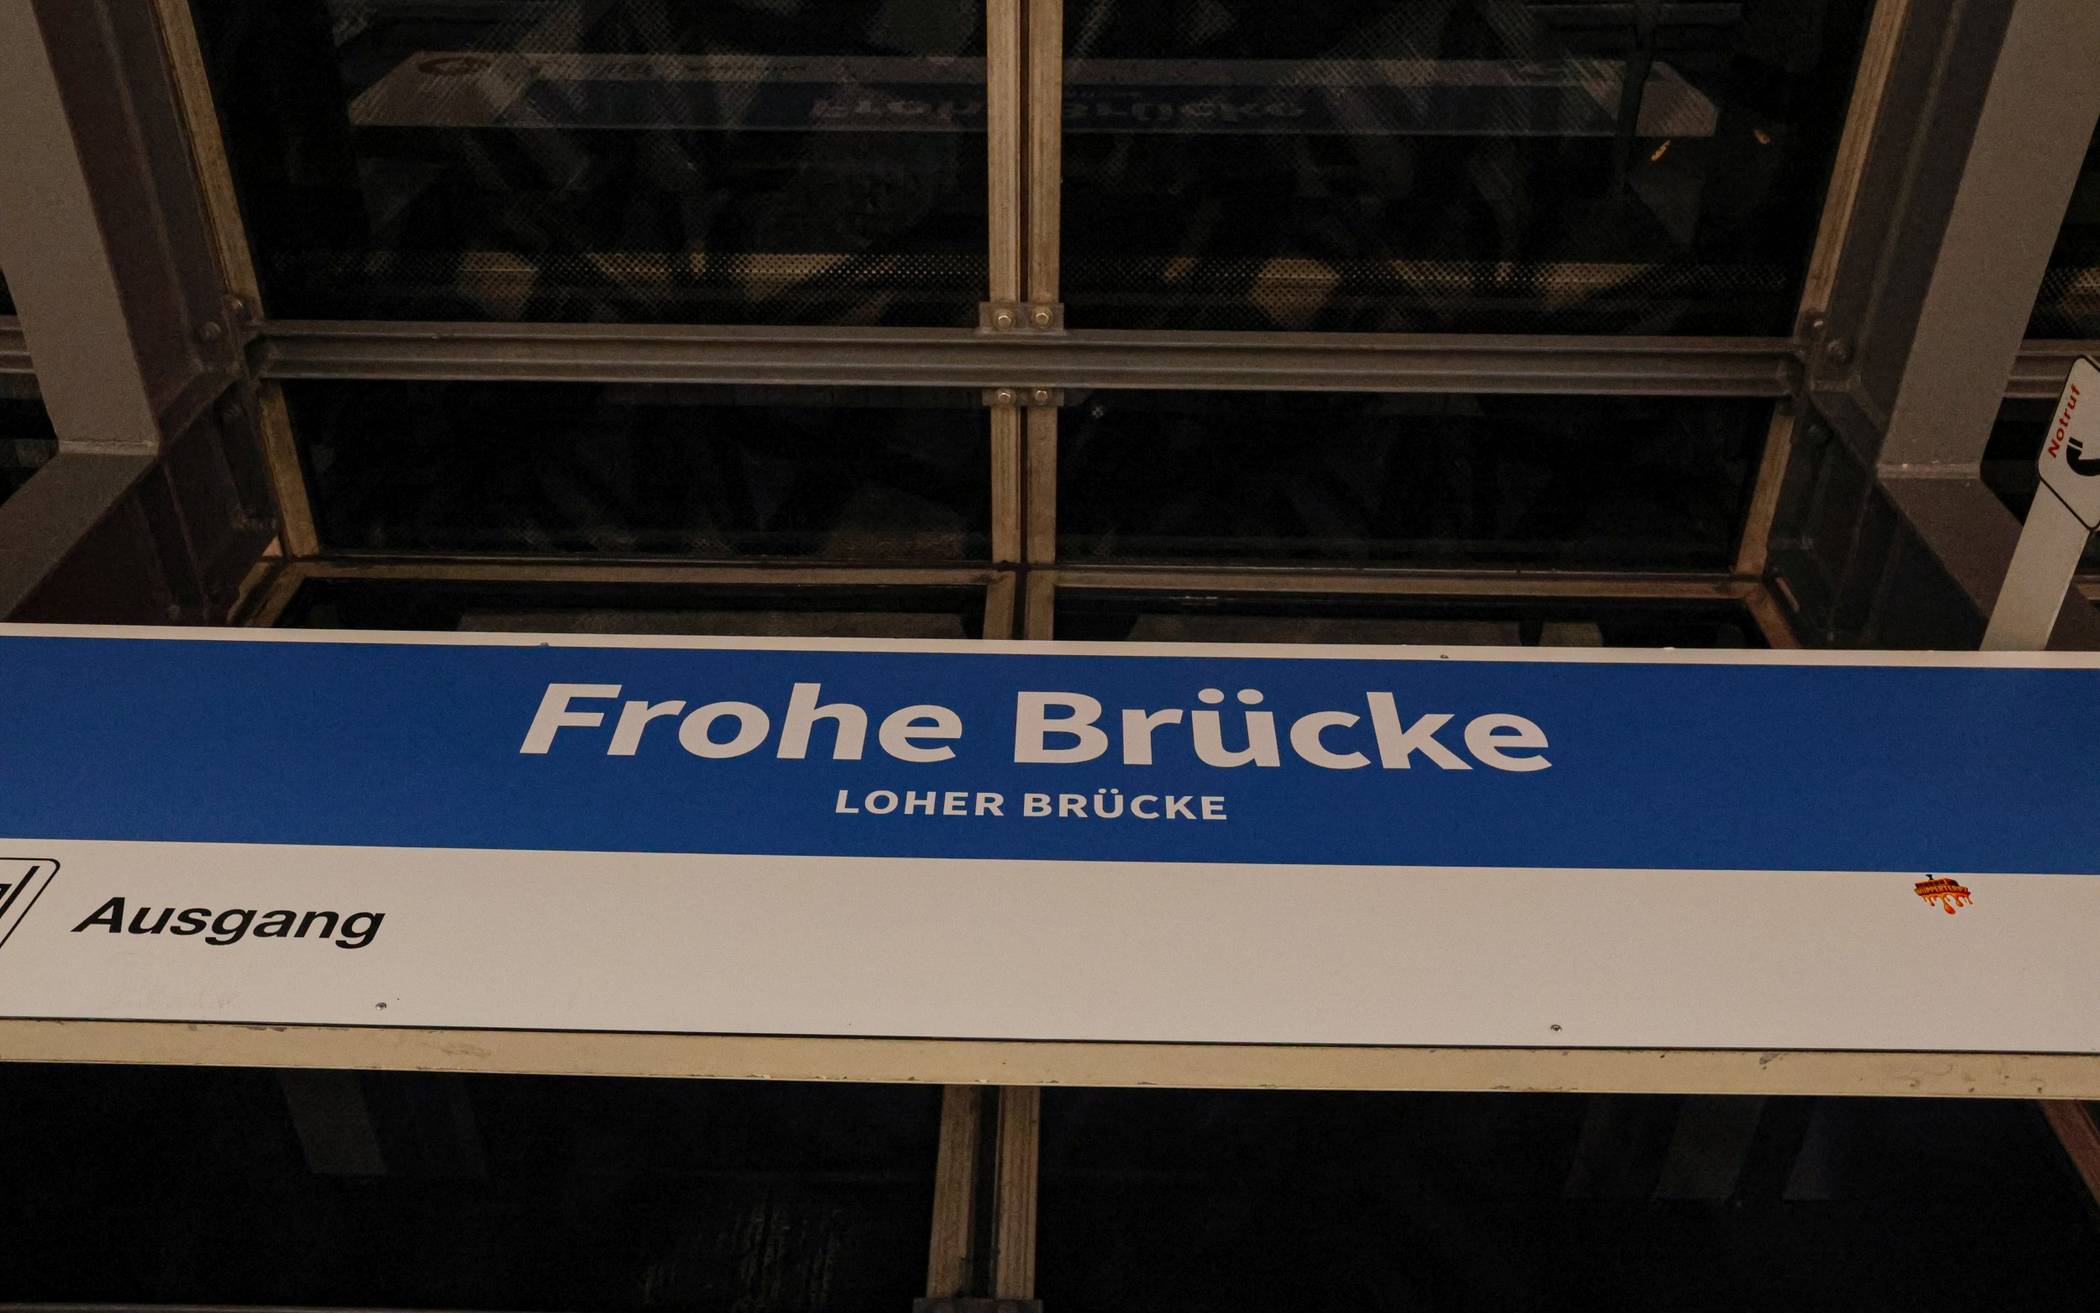 Notruf
Frohe Brücke
LOHER BRÜCKE
Ausgang